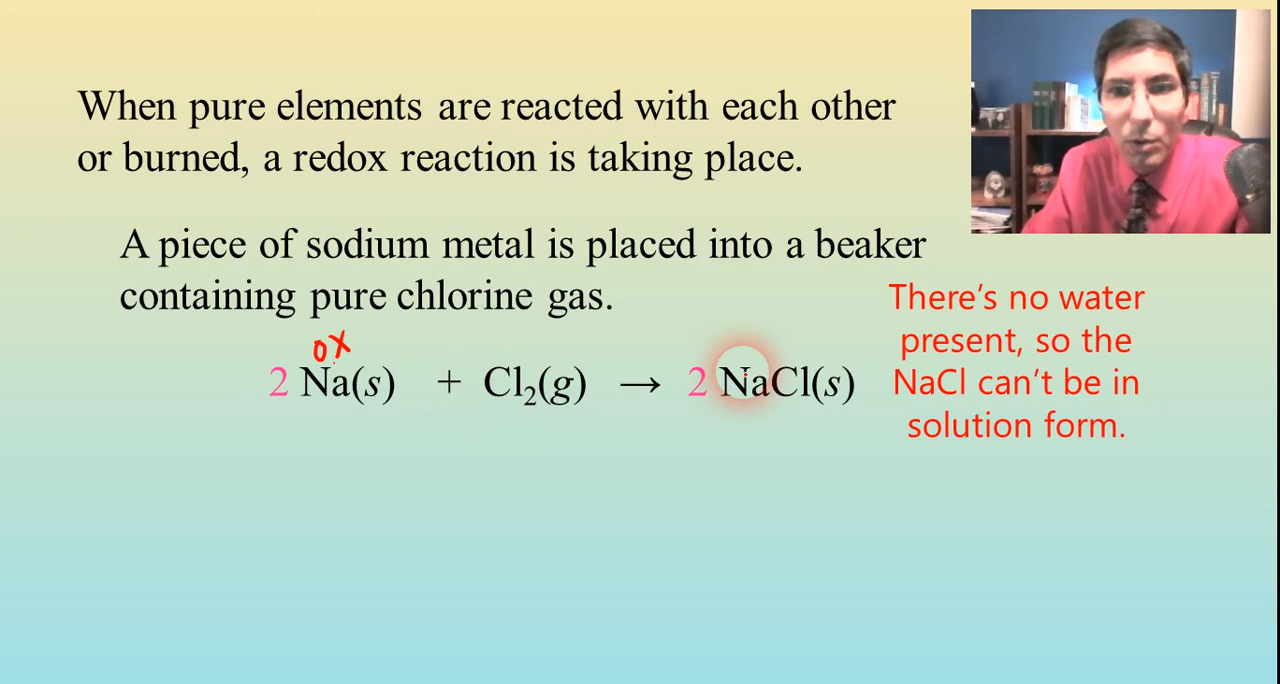 When pure elements are reacted with each other
or burned, a redox reaction is taking place.
A piece of sodium metal is placed into a beaker
containing pure chlorine gas.
ox
2 Na(s) + Cl₂(g) → 2 NaCl(s)
There's no water
present, so the
NaCl can't be in
solution form.